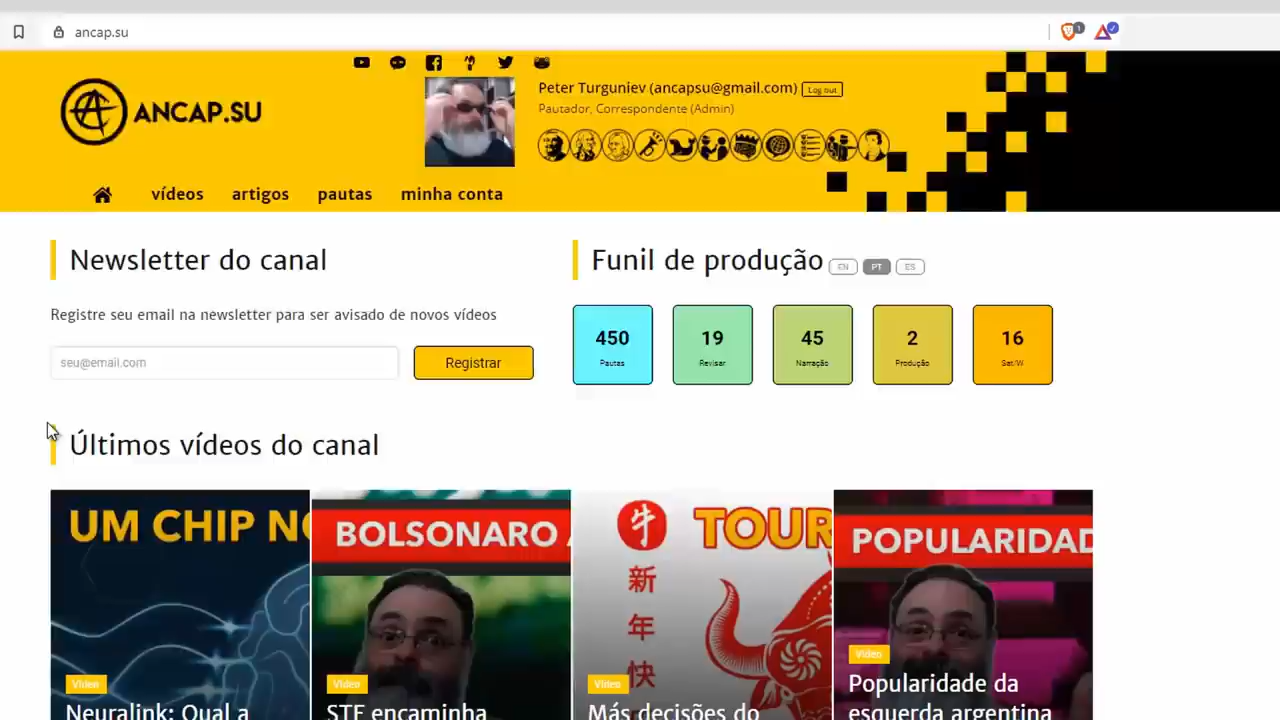 ancap.su
1
ANCAP.SU
Peter Turguniev (ancapsu@gmail.com) Log out
Pautador, Correspondente (Admin)
vídeos artigos pautas minha conta
Newsletter do canal
Registre seu email na newsletter para ser avisado de novos vídeos
seu@email.com Registrar
Funil de produção EN PT ES
450 19 45 2 16
Pautas Revisar Narração Produção Sat/W
Últimos vídeos do canal
UM CHIP
Vídeo
Neuralink: Qual a
BOLSONARO
Vídeo
STF encaminha
牛
新
年
快
TOUR
Vídeo
Más decisões do
POPULARIDAD
Vídeo
Popularidade da
esquerda argentina